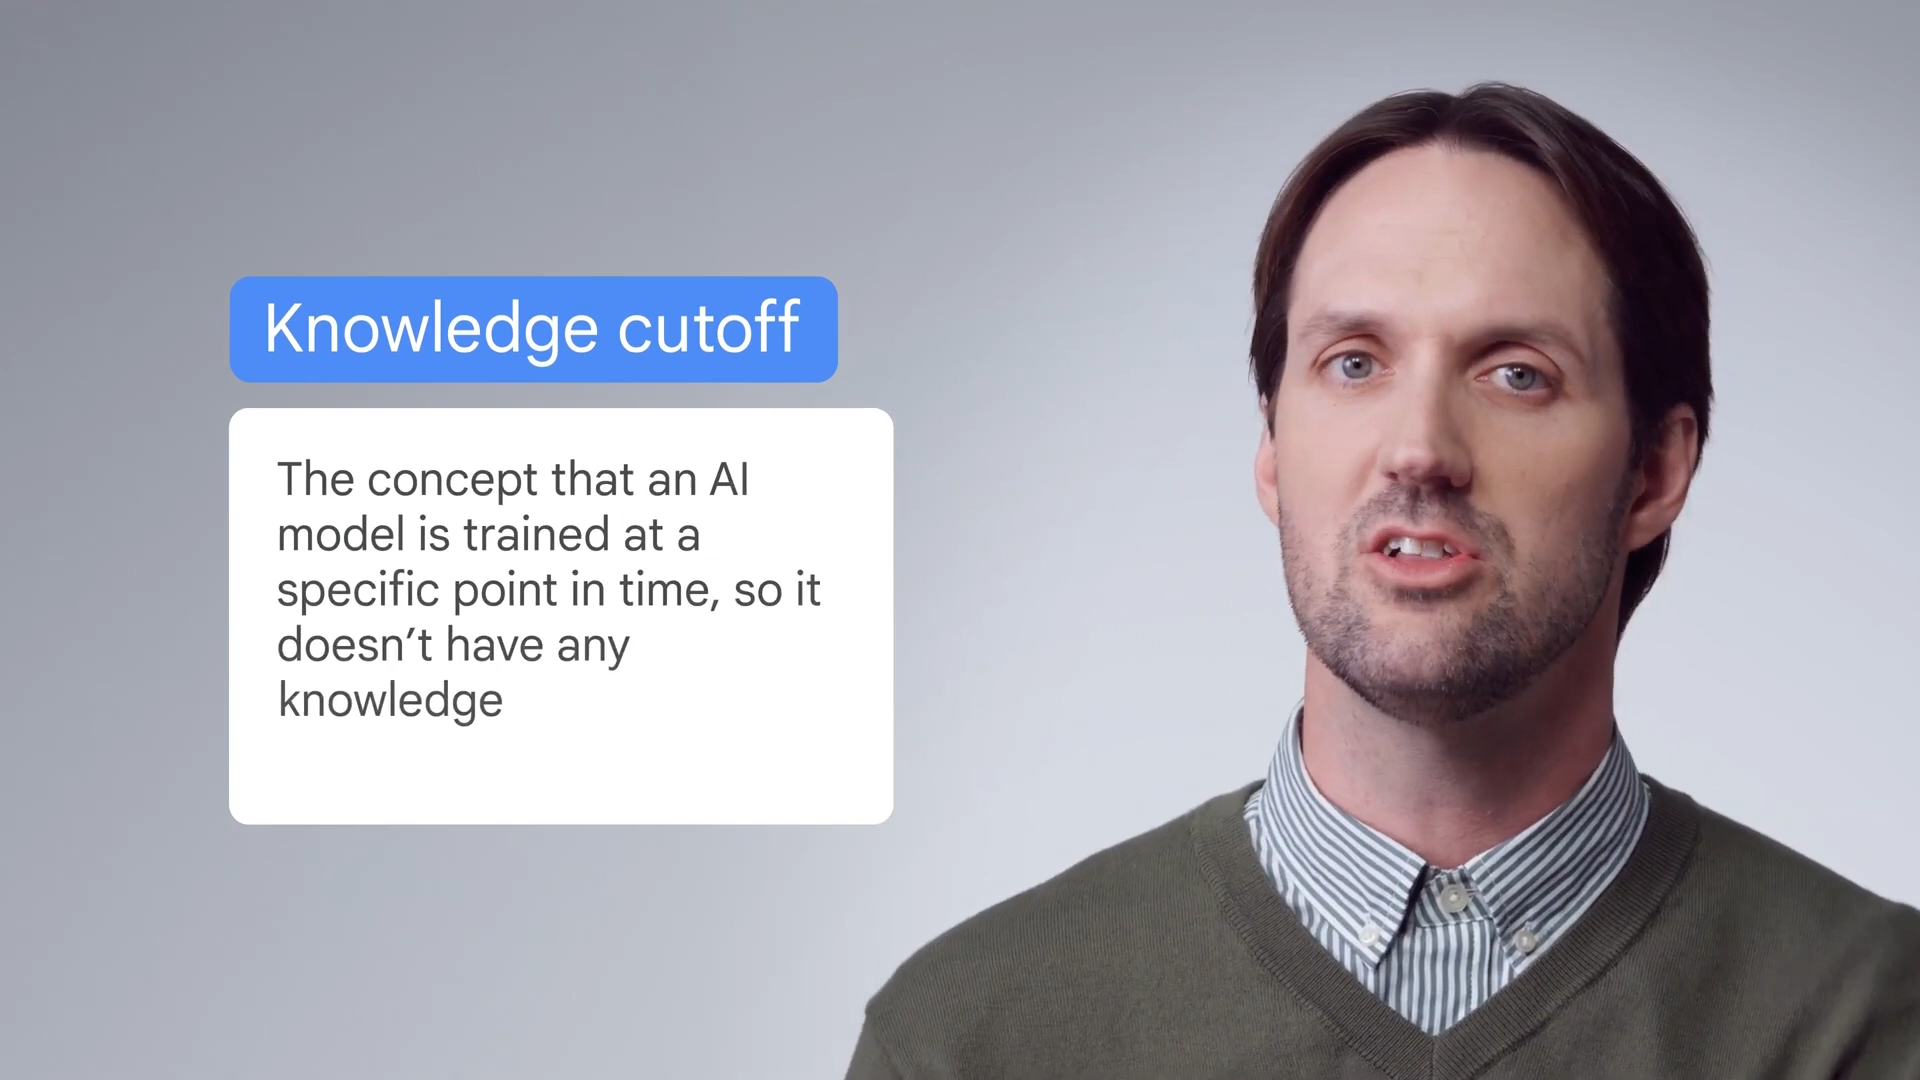 Knowledge cutoff
The concept that an AI
model is trained at a
specific point in time, so it
doesn’t have any
knowledge